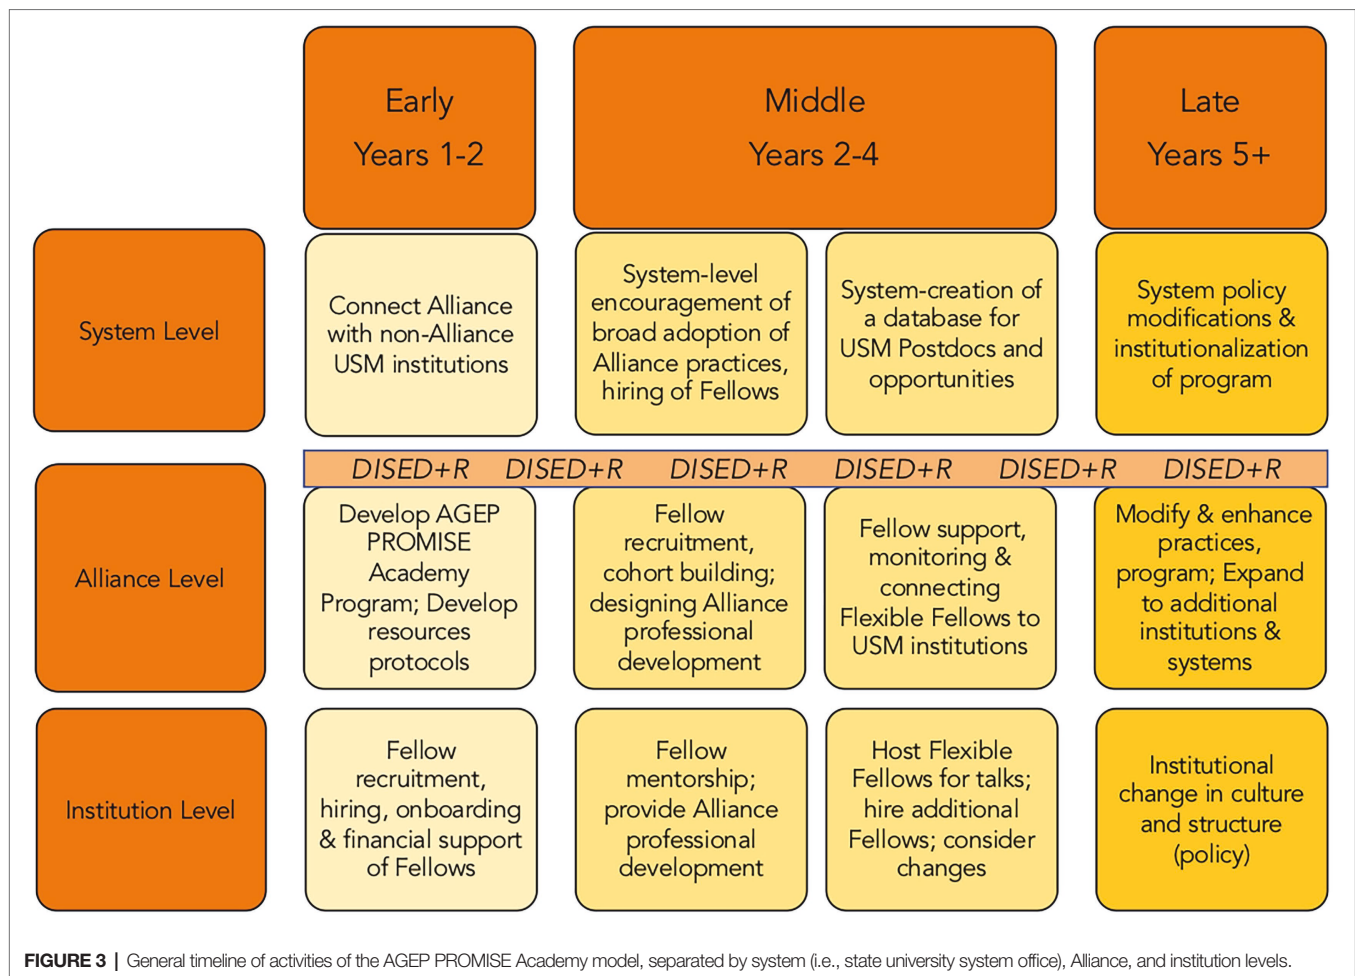 Early
Years 1-2
Middle
Years 2-4
Late
Years 5+
System Level
Connect Alliance
with non-Alliance
USM institutions
System-level
encouragement of
broad adoption of
Alliance practices,
hiring of Fellows
System-creation of
a database for
USM Postdocs and
opportunities
System policy
modifications &
institutionalization
of program
DISED+R DISED+R DISED+R DISED+R DISED+R DISED+R
Alliance Level
Develop AGEP
PROMISE
Academy
Program; Develop
resources
protocols
Fellow
recruitment,
cohort building;
designing Alliance
professional
development
Fellow support,
monitoring &
connecting
Flexible Fellows to
USM institutions
Modify & enhance
practices,
program; Expand
to additional
institutions &
systems
Institution Level
Fellow
recruitment,
hiring, onboarding
& financial support
of Fellows
Fellow
mentorship;
provide Alliance
professional
development
Host Flexible
Fellows for talks;
hire additional
Fellows; consider
changes
Institutional
change in culture
and structure
(policy)
FIGURE 3 | General timeline of activities of the AGEP PROMISE Academy model, separated by system (i.e., state university system office), Alliance, and institution levels.